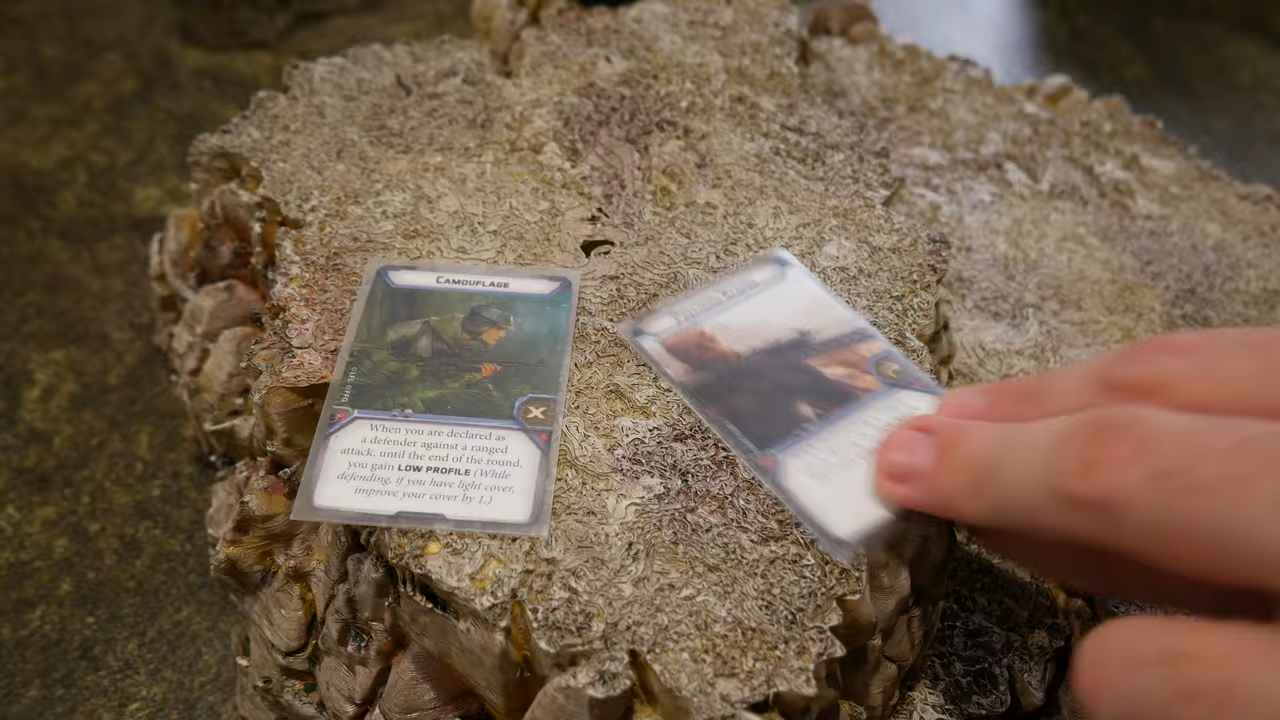 CAMOUFLAGE
When you are declared as
a defender against a ranged
attack, until the end of the round,
you gain LOW PROFILE (While
defending, if you have light cover,
improve your cover by 1.)